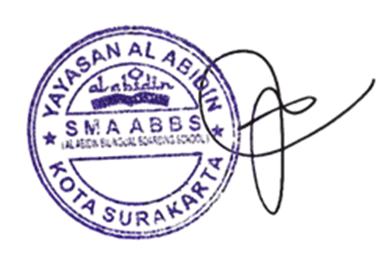 YAYASAN AL ABIDIN
al abidin
SMA ABBS
(AL ABIDIN BILINGUAL BOARDING SCHOOL)
KOTA SURAKARTA